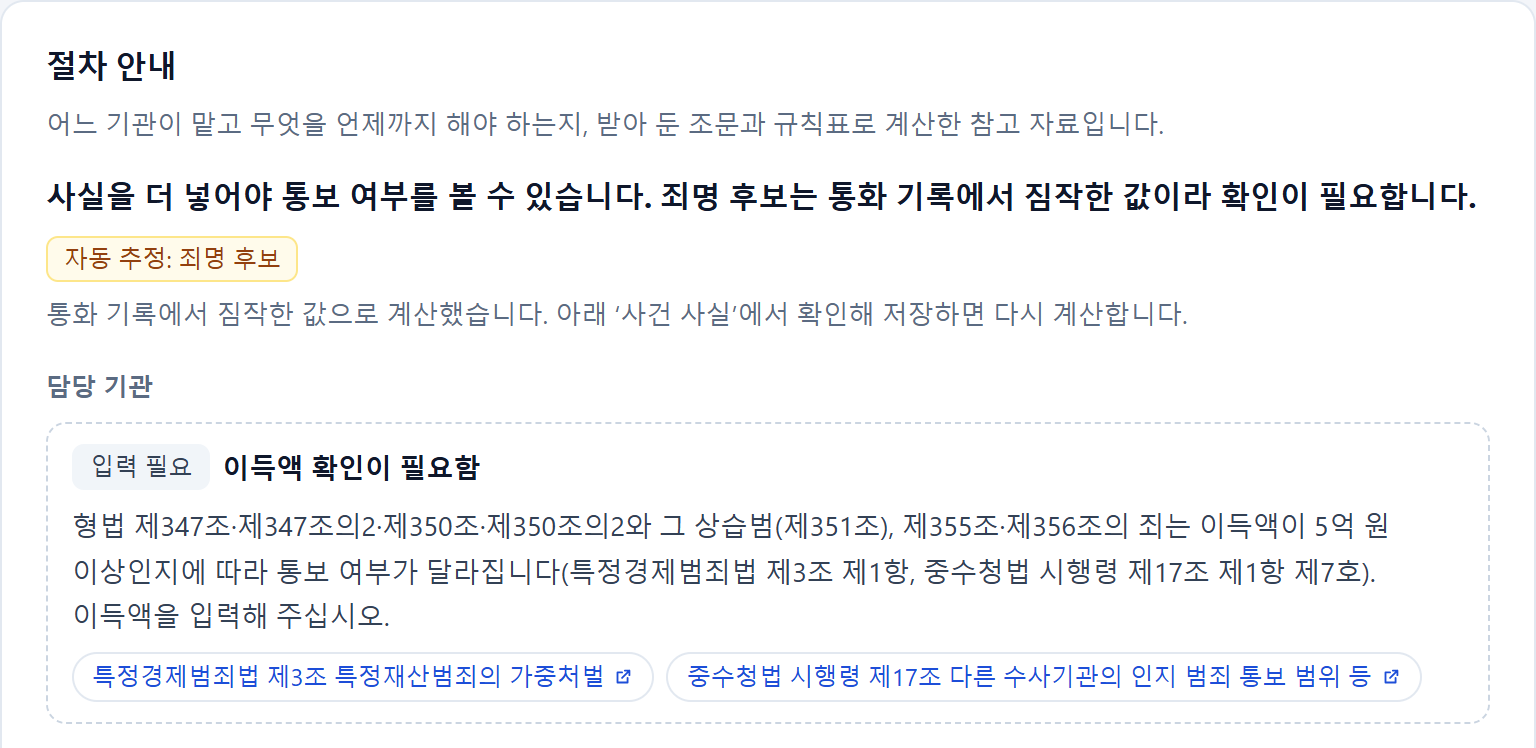 절차 안내
어느 기관이 맡고 무엇을 언제까지 해야 하는지, 받아 둔 조문과 규칙표로 계산한 참고 자료입니다.
사실을 더 넣어야 통보 여부를 볼 수 있습니다. 죄명 후보는 통화 기록에서 짐작한 값이라 확인이 필요합니다.
자동 추정: 죄명 후보
통화 기록에서 짐작한 값으로 계산했습니다. 아래 ‘사건 사실’에서 확인해 저장하면 다시 계산합니다.
담당 기관
입력 필요 이득액 확인이 필요함
형법 제347조·제347조의2·제350조·제350조의2와 그 상습범(제351조), 제355조·제356조의 죄는 이득액이 5억 원
이상인지에 따라 통보 여부가 달라집니다(특정경제범죄법 제3조 제1항, 중수청법 시행령 제17조 제1항 제7호).
이득액을 입력해 주십시오.
특정경제범죄법 제3조 특정재산범죄의 가중처벌 중수청법 시행령 제17조 다른 수사기관의 인지 범죄 통보 범위 등